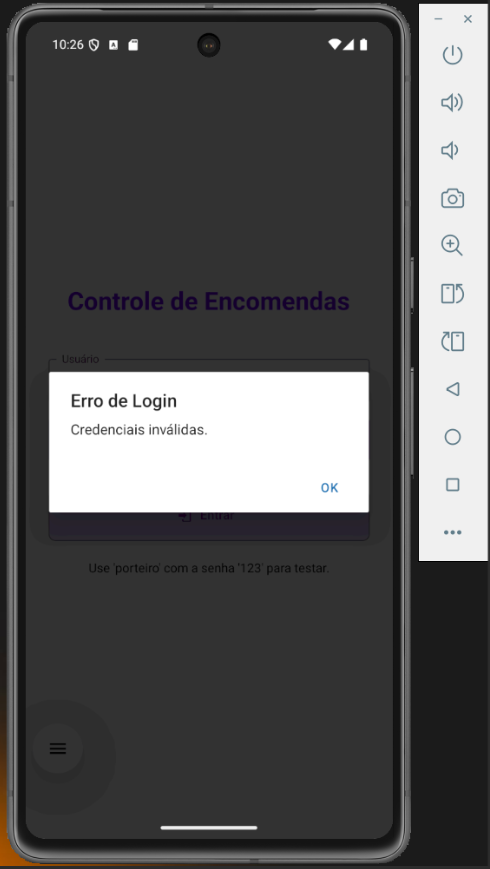 10:26
A
Controle de Encomendas
Usuário
Erro de Login
Credenciais inválidas.
OK
Entrar
Use 'porteiro' com a senha '123' para testar.